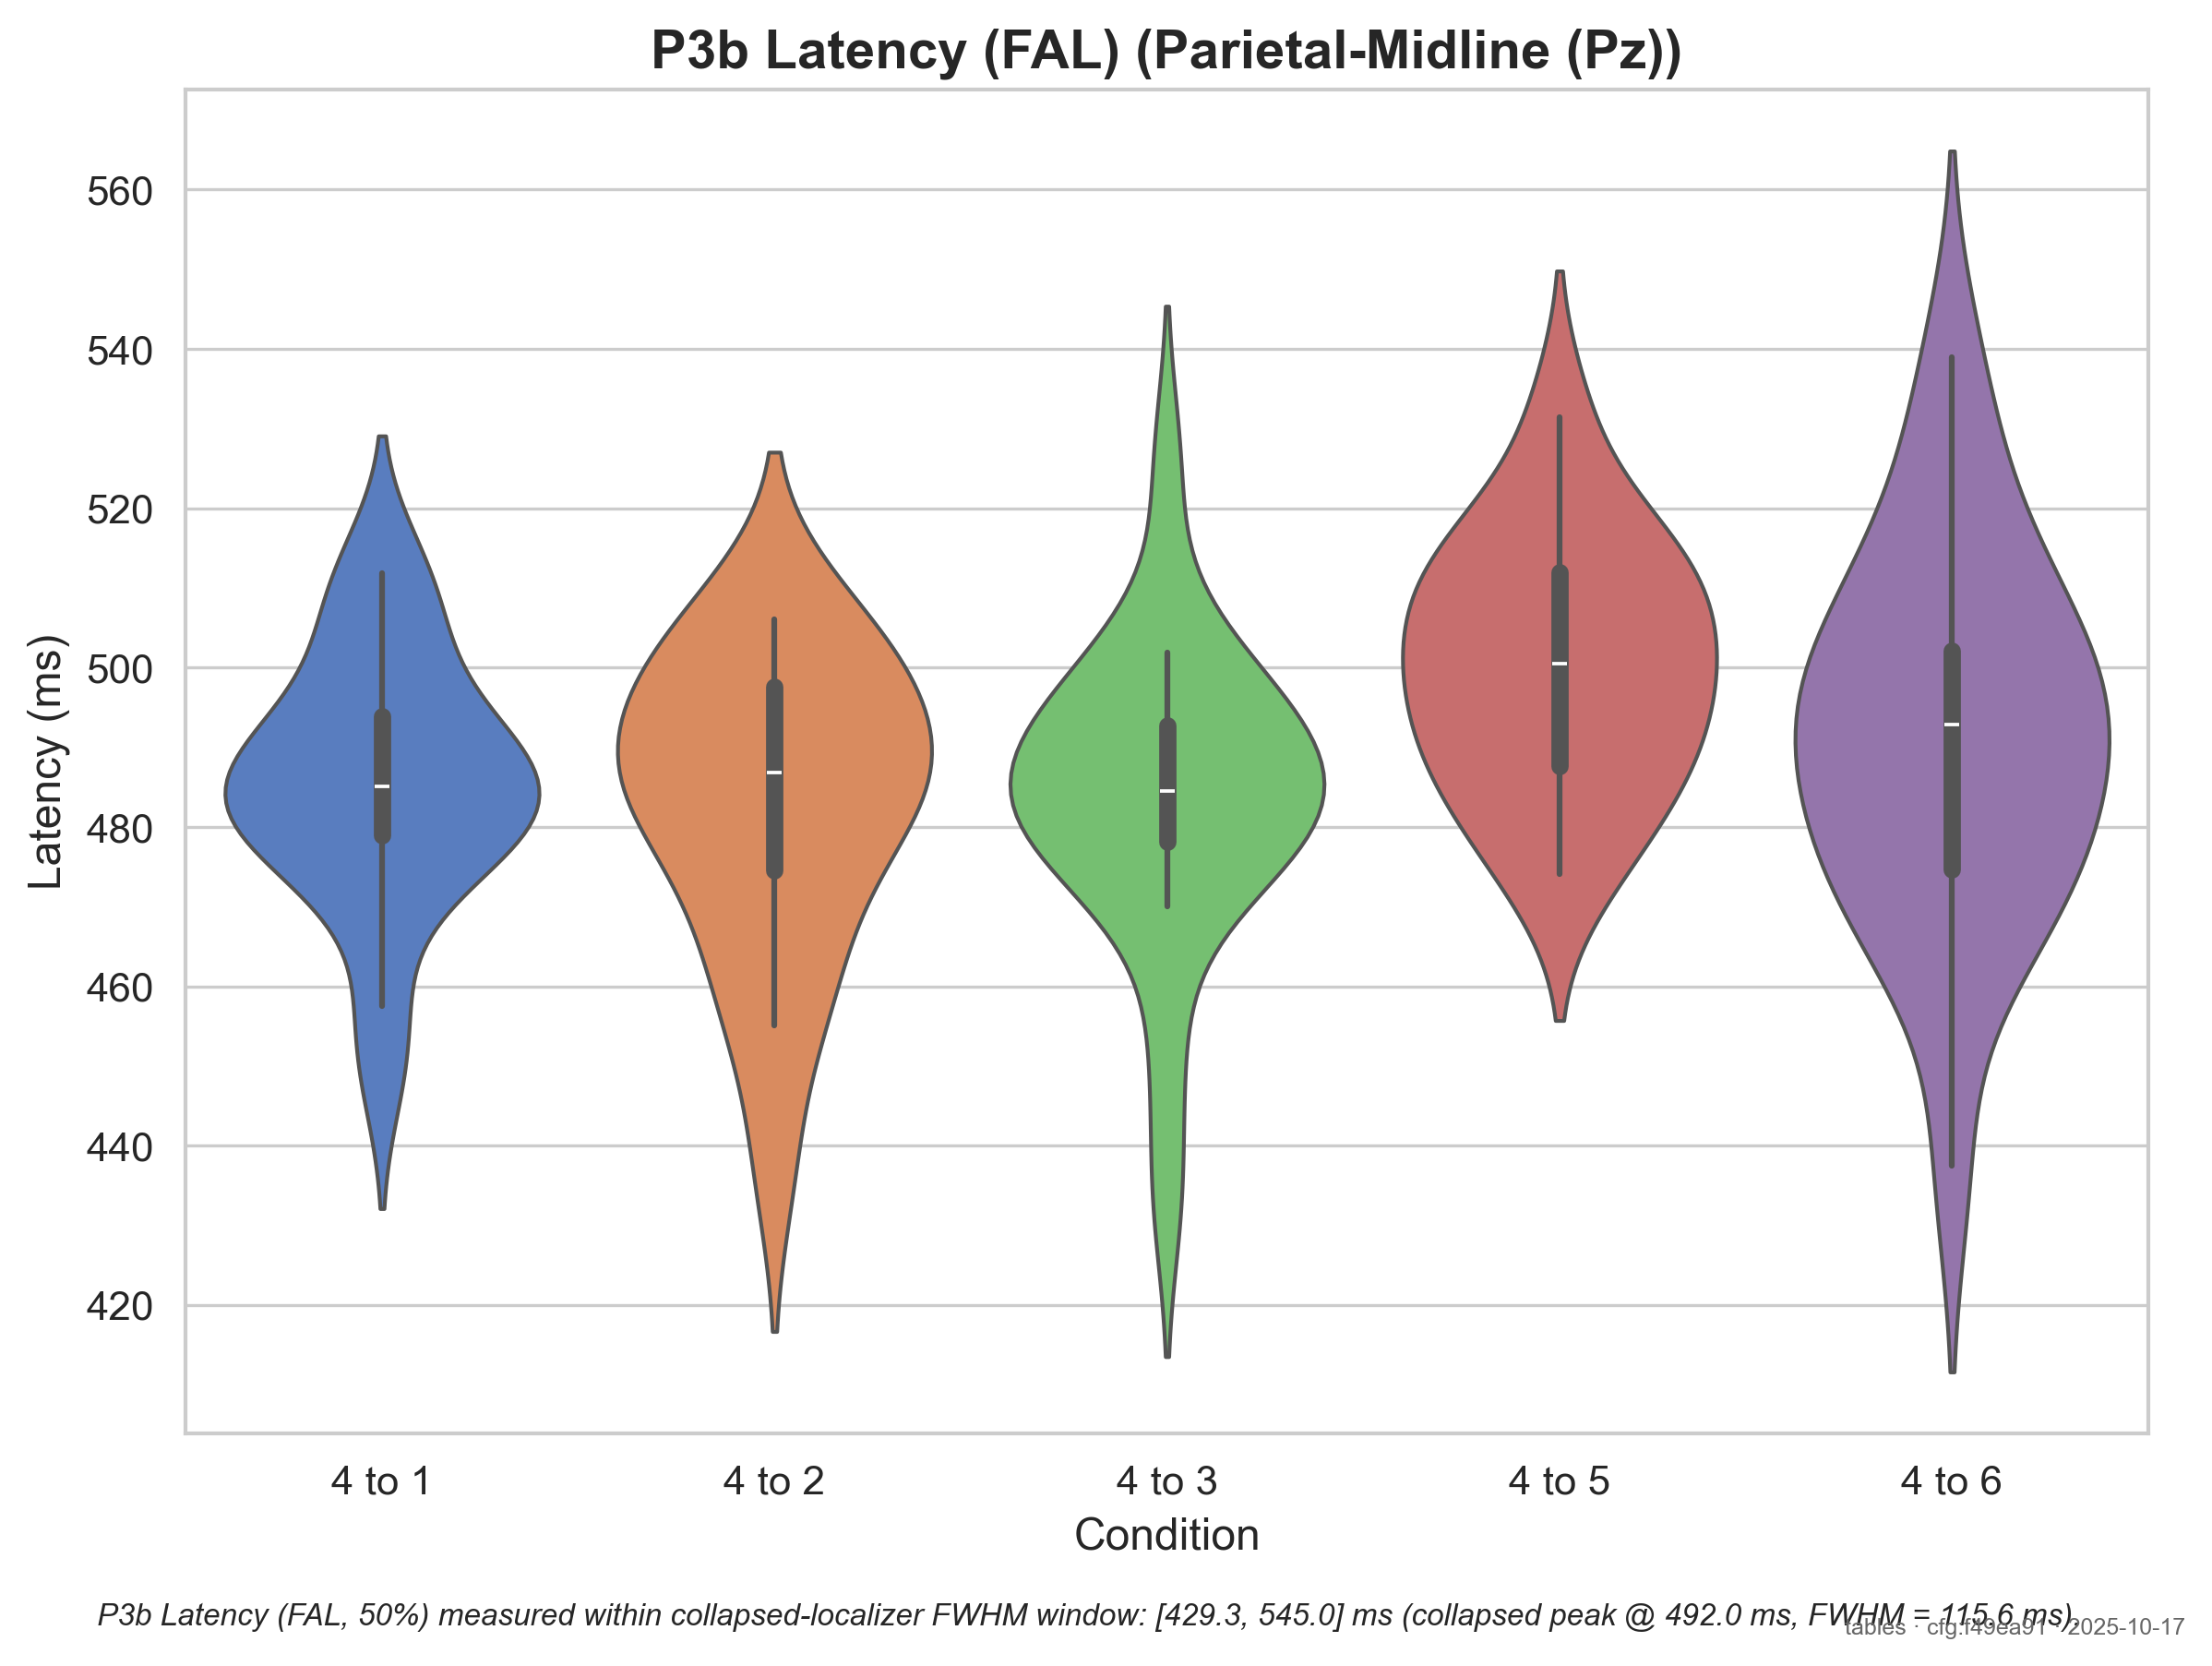 P3b Latency (FAL) (Parietal-Midline (Pz))
Latency (ms)
560
540
520
500
480
460
440
420
4 to 1
4 to 2
4 to 3
4 to 5
4 to 6
Condition
P3b Latency (FAL, 50%) measured within collapsed-localizer FWHM window: [429.3, 545.0] ms (collapsed peak @ 492.0 ms, FWHM = 115.6 ms).
tables · cfg:f49ea91 · 2025-10-17